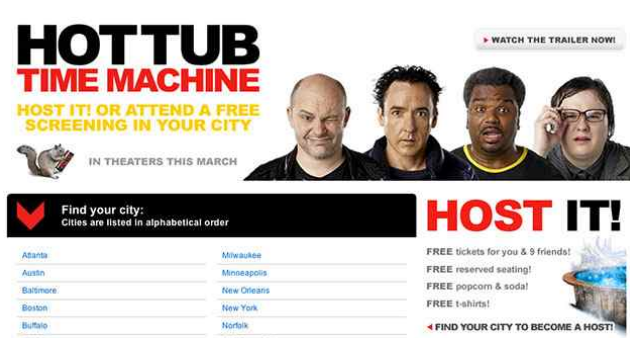 HOT TUB
TIME MACHINE
HOST IT! OR ATTEND A FREE
SCREENING IN YOUR CITY
IN THEATERS THIS MARCH
WATCH THE TRAILER NOW!
Find your city:
Cities are listed in alphabetical order
Atlanta
Austin
Baltimore
Boston
Buffalo
Milwaukee
Minneapolis
New Orleans
New York
Norfolk
HOST IT!
FREE tickets for you & 9 friends!
FREE reserved seating!
FREE popcorn & soda!
FREE t-shirts!
FIND YOUR CITY TO BECOME A HOST!